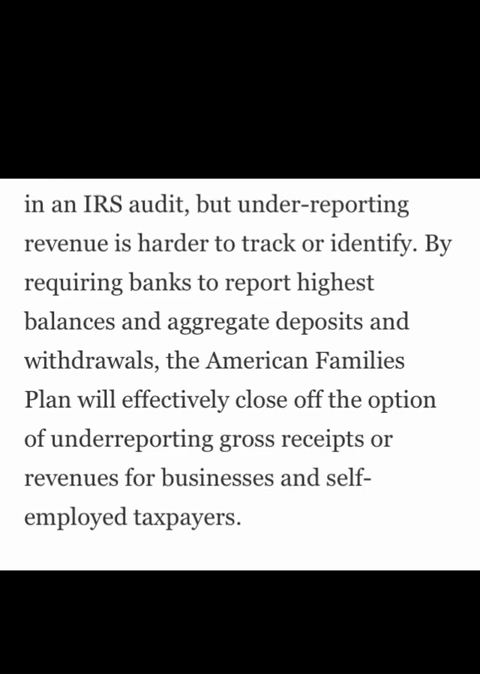 in an IRS audit, but under-reporting
revenue is harder to track or identify. By
requiring banks to report highest
balances and aggregate deposits and
withdrawals, the American Families
Plan will effectively close off the option
of underreporting gross receipts or
revenues for businesses and self-
employed taxpayers.